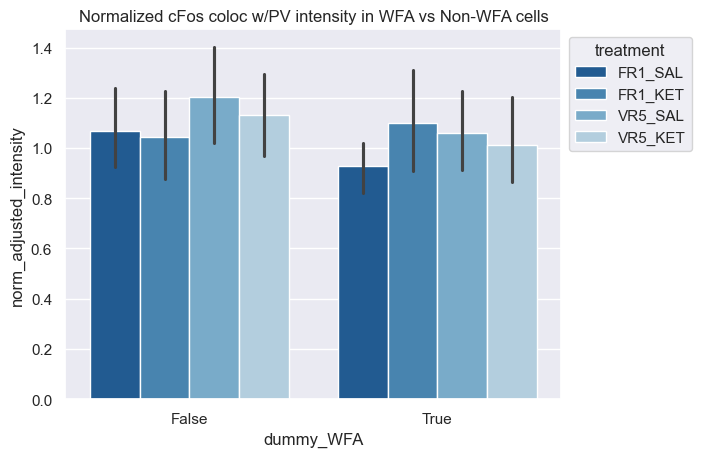 Normalized cFos coloc w/PV intensity in WFA vs Non-WFA cells
treatment
FR1_SAL
FR1_KET
VR5_SAL
VR5_KET
norm_adjusted_intensity
1.4
1.2
1.0
0.8
0.6
0.4
0.2
0.0
False
True
dummy_WFA